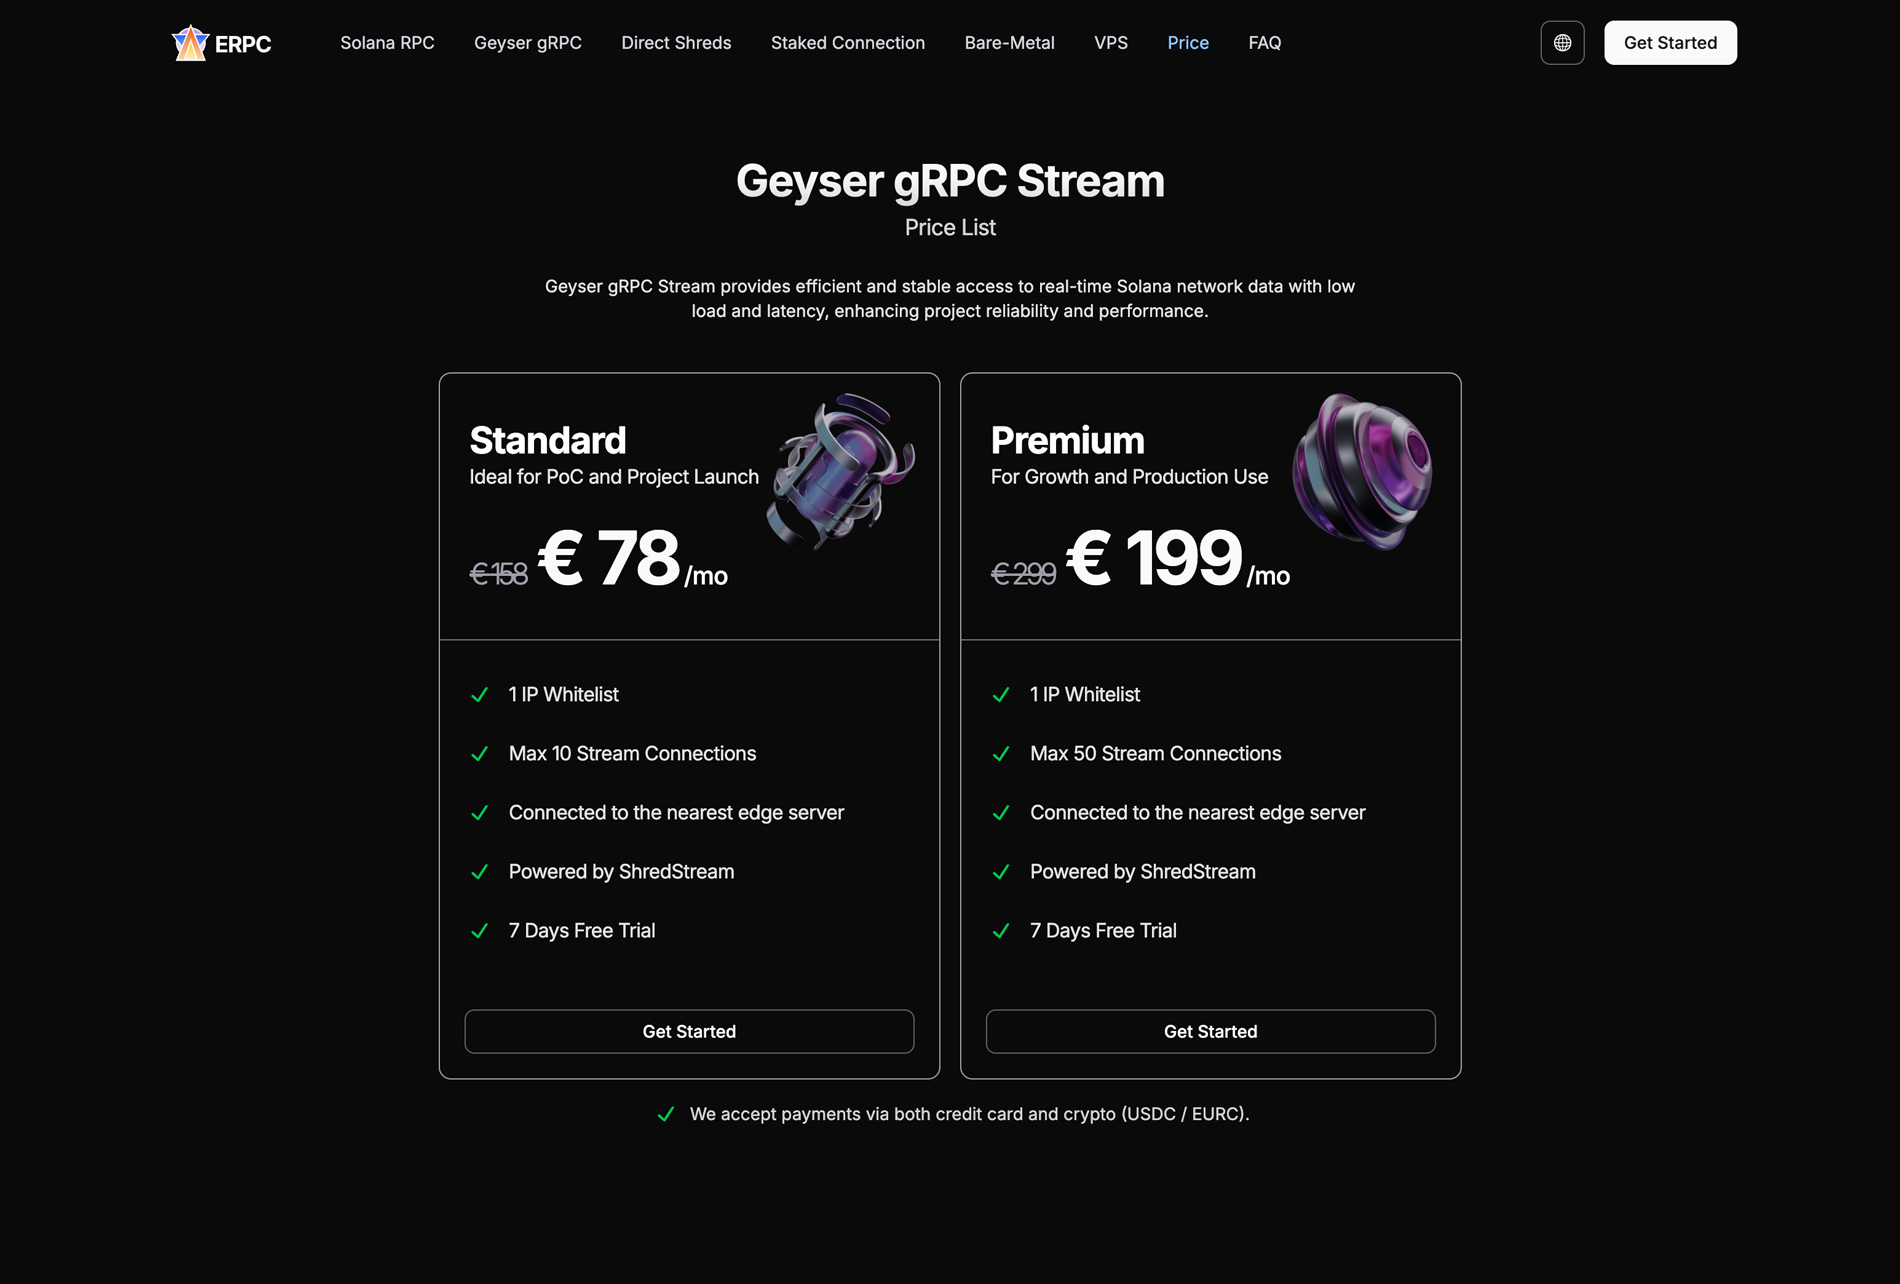 ERPC
Solana RPC
Geyser gRPC
Direct Shreds
Staked Connection
Bare-Metal
VPS
Price
FAQ
Get Started
Geyser gRPC Stream
Price List
Geyser gRPC Stream provides efficient and stable access to real-time Solana network data with low
load and latency, enhancing project reliability and performance.
Standard
Ideal for PoC and Project Launch
€ 158 € 78 /mo
1 IP Whitelist
Max 10 Stream Connections
Connected to the nearest edge server
Powered by ShredStream
7 Days Free Trial
Get Started
Premium
For Growth and Production Use
€ 299 € 199 /mo
1 IP Whitelist
Max 50 Stream Connections
Connected to the nearest edge server
Powered by ShredStream
7 Days Free Trial
Get Started
We accept payments via both credit card and crypto (USDC / EURC).